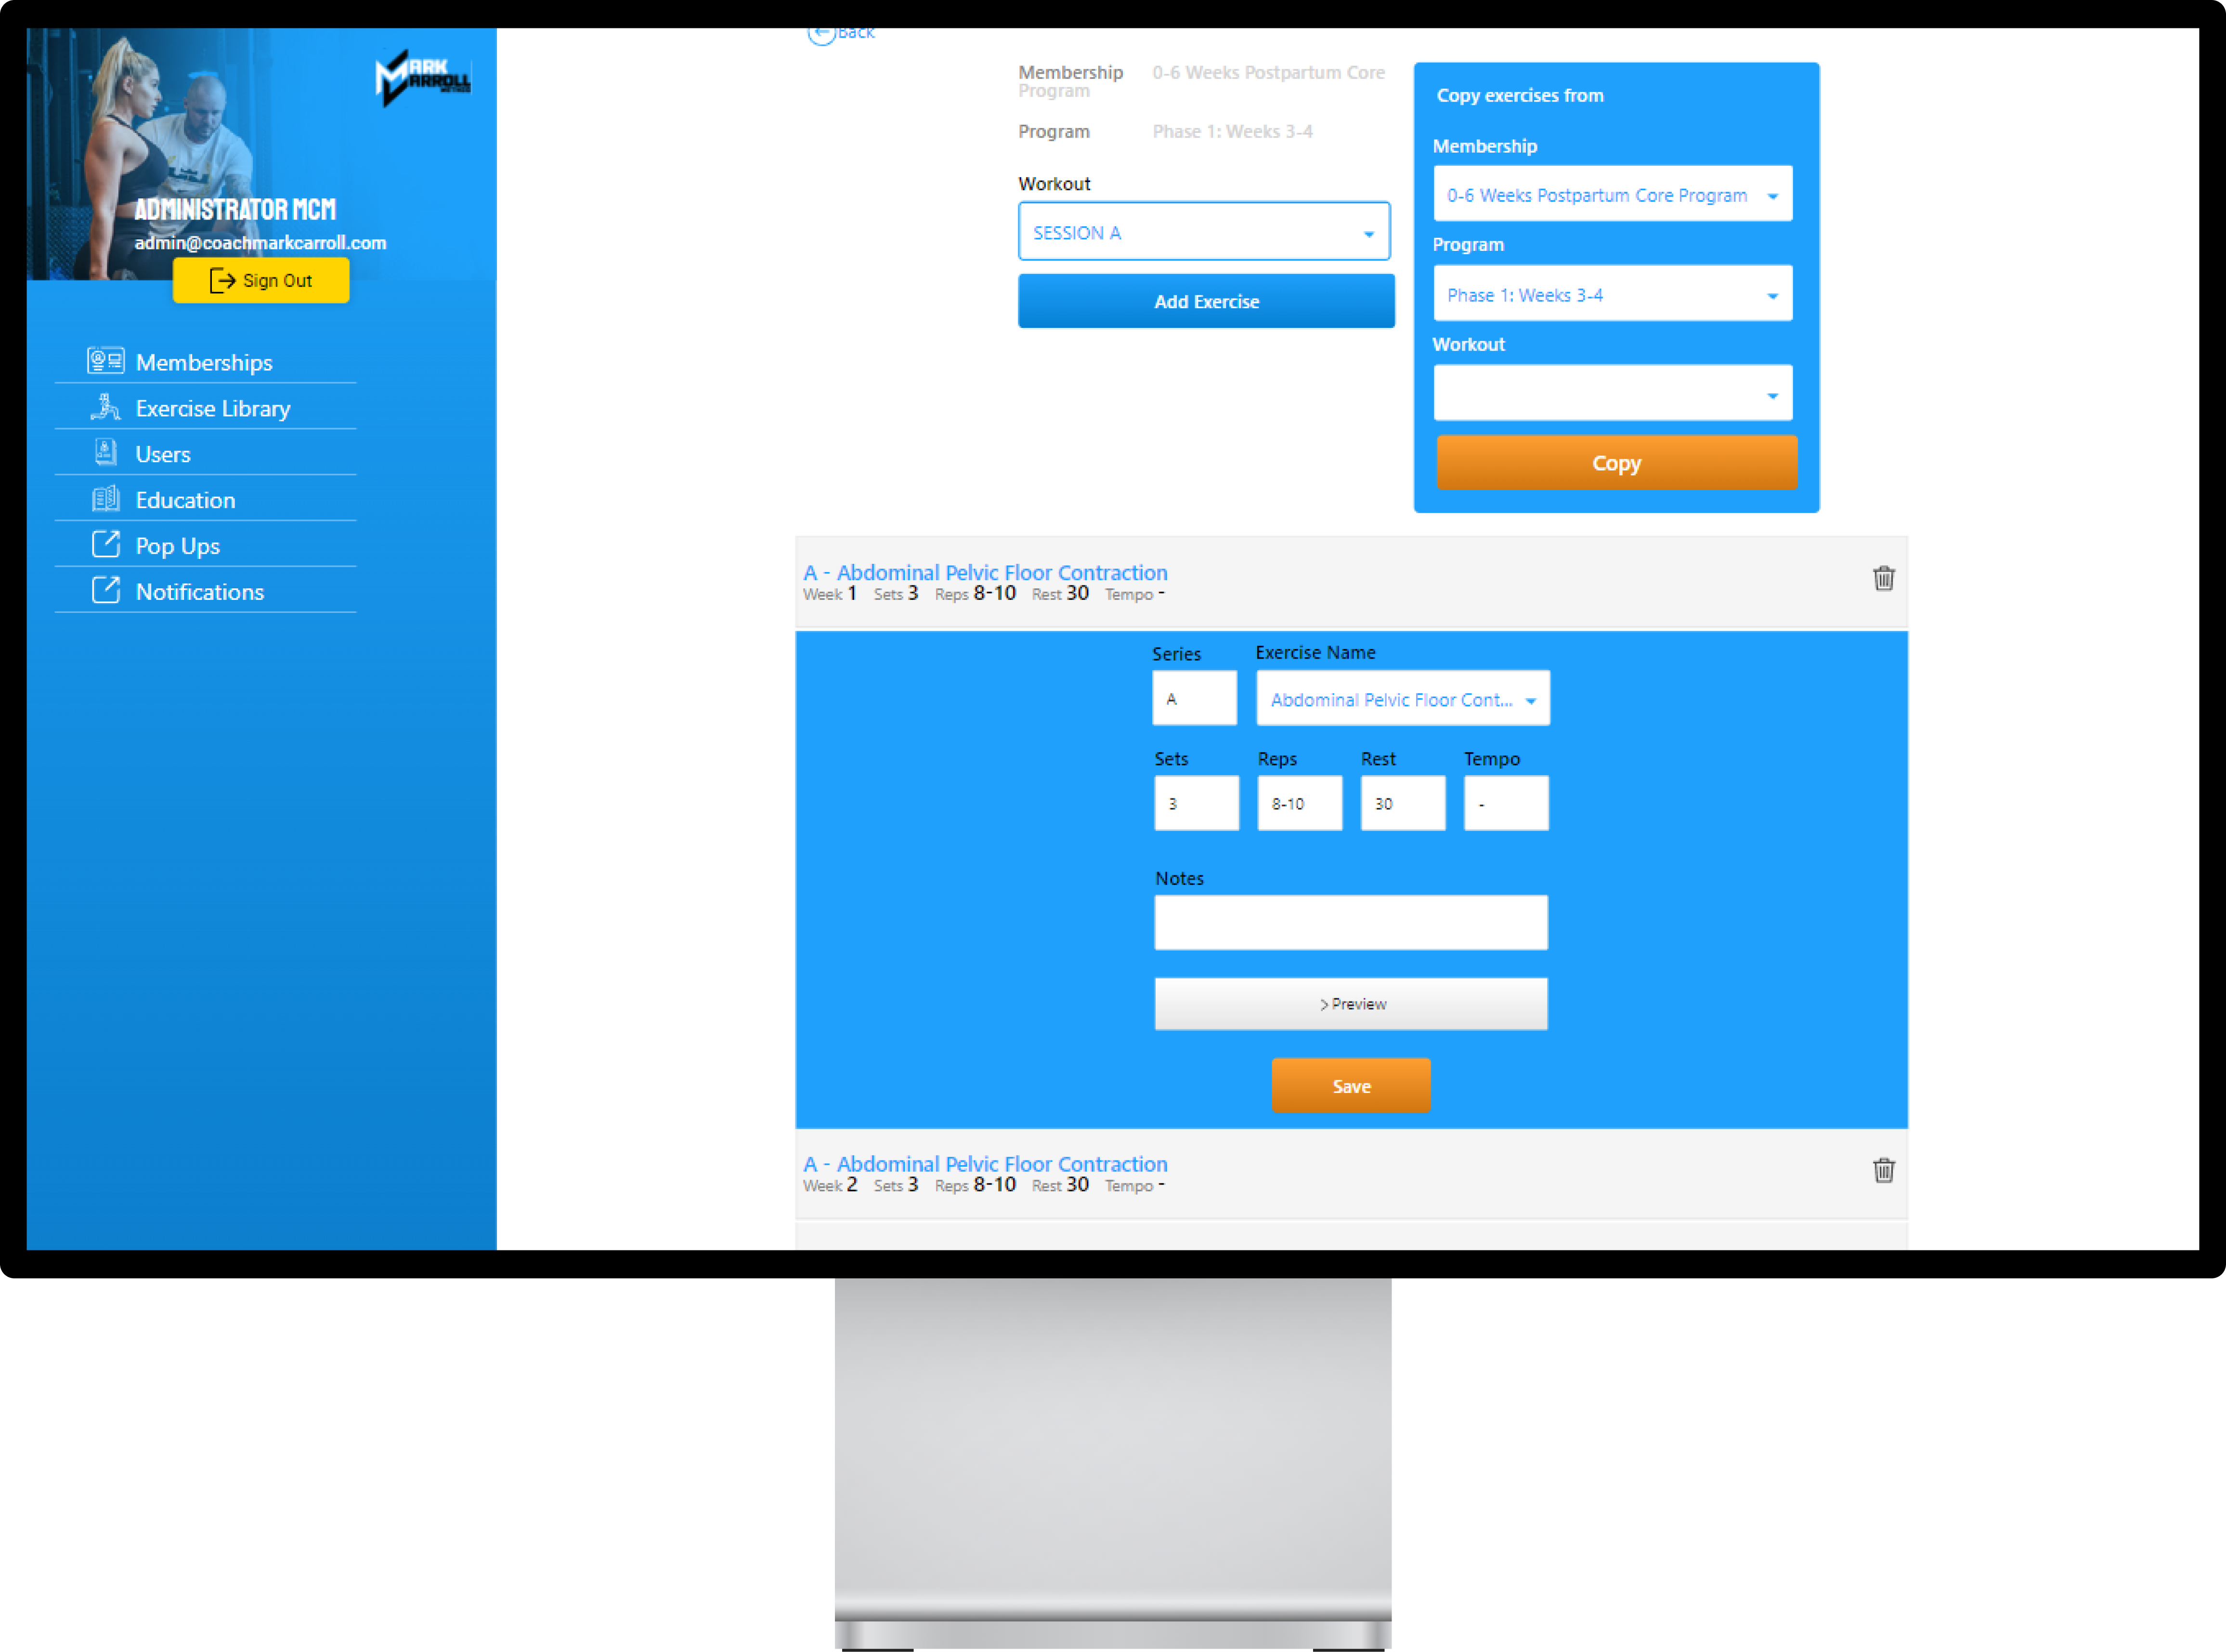 MARK
CARROLL
METHOD
ADMINISTRATOR MCM
admin@coachmarkcarroll.com
Sign Out
Memberships
Exercise Library
Users
Education
Pop Ups
Notifications
Back
Membership 0-6 Weeks Postpartum Core
Program
Program Phase 1: Weeks 3-4
Workout
SESSION A
Add Exercise
Copy exercises from
Membership
0-6 Weeks Postpartum Core Program
Program
Phase 1: Weeks 3-4
Workout
Copy
A - Abdominal Pelvic Floor Contraction
Week 1 Sets 3 Reps 8-10 Rest 30 Tempo -
Series Exercise Name
A Abdominal Pelvic Floor Cont...
Sets Reps Rest Tempo
3 8-10 30 -
Notes
> Preview
Save
A - Abdominal Pelvic Floor Contraction
Week 2 Sets 3 Reps 8-10 Rest 30 Tempo -